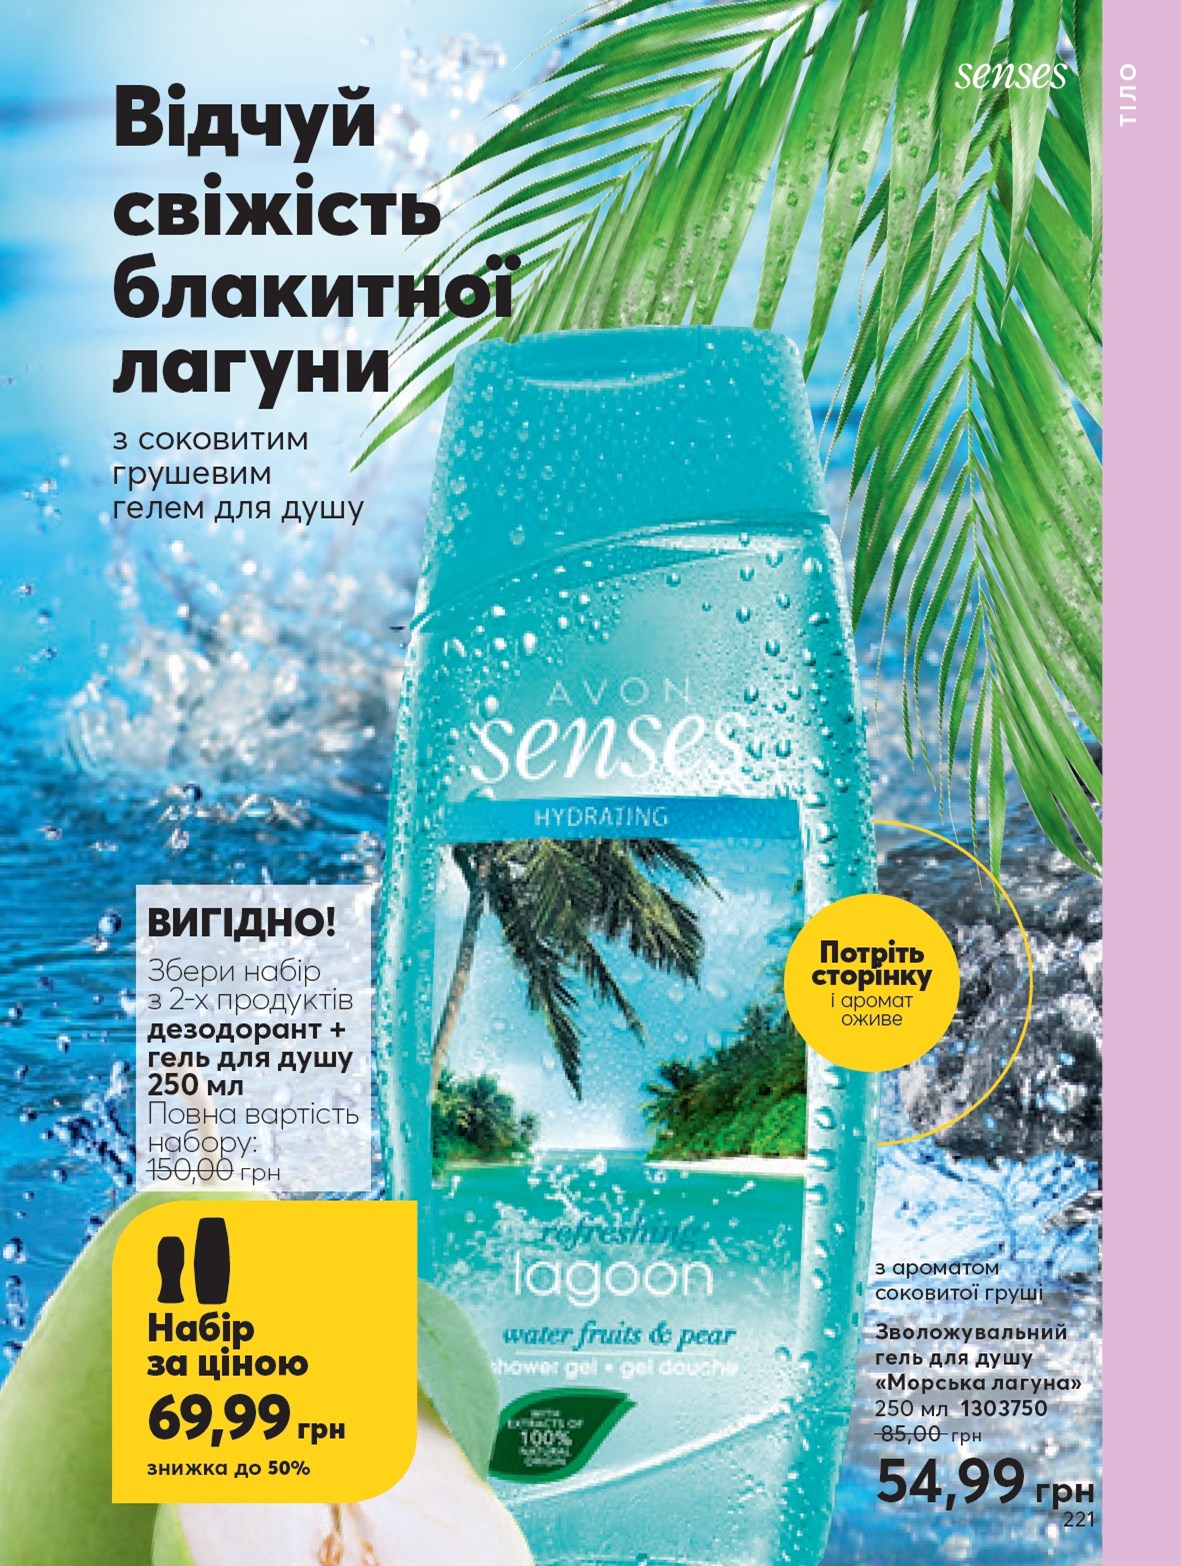 senses
ТІЛО
Відчуй
свіжість
блакитної
лагуни
з соковитим
грушевим
гелем для душу
AVON
senses
HYDRATING
ВИГІДНО!
Збери набір
з 2-х продуктів
дезодорант +
гель для душу
250 мл
Повна вартість
набору:
150,00 грн
Потріть
сторінку
і аромат
оживе
Набір
за ціною
69,99 грн
знижка до 50%
refreshing
lagoon
water fruits & pear
shower gel • gel douche
WITH
EXTRACTS OF
100%
NATURAL
ORIGIN
з ароматом
соковитої груші
Зволожувальний
гель для душу
«Морська лагуна»
250 мл 1303750
85,00 грн
54,99 грн
221